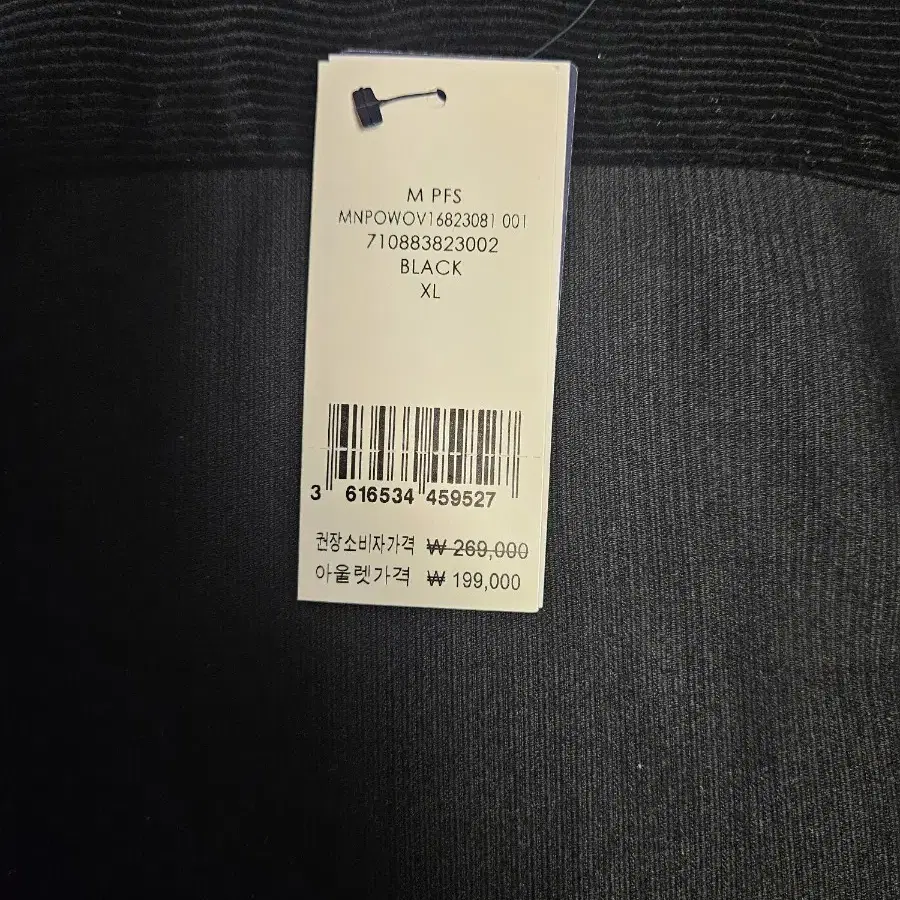 M PFS
MNPOWOV16823081 001
710883823002
BLACK
XL
3 616534 459527
권장소비자가격 ₩ 269,000
아울렛가격 ₩ 199,000